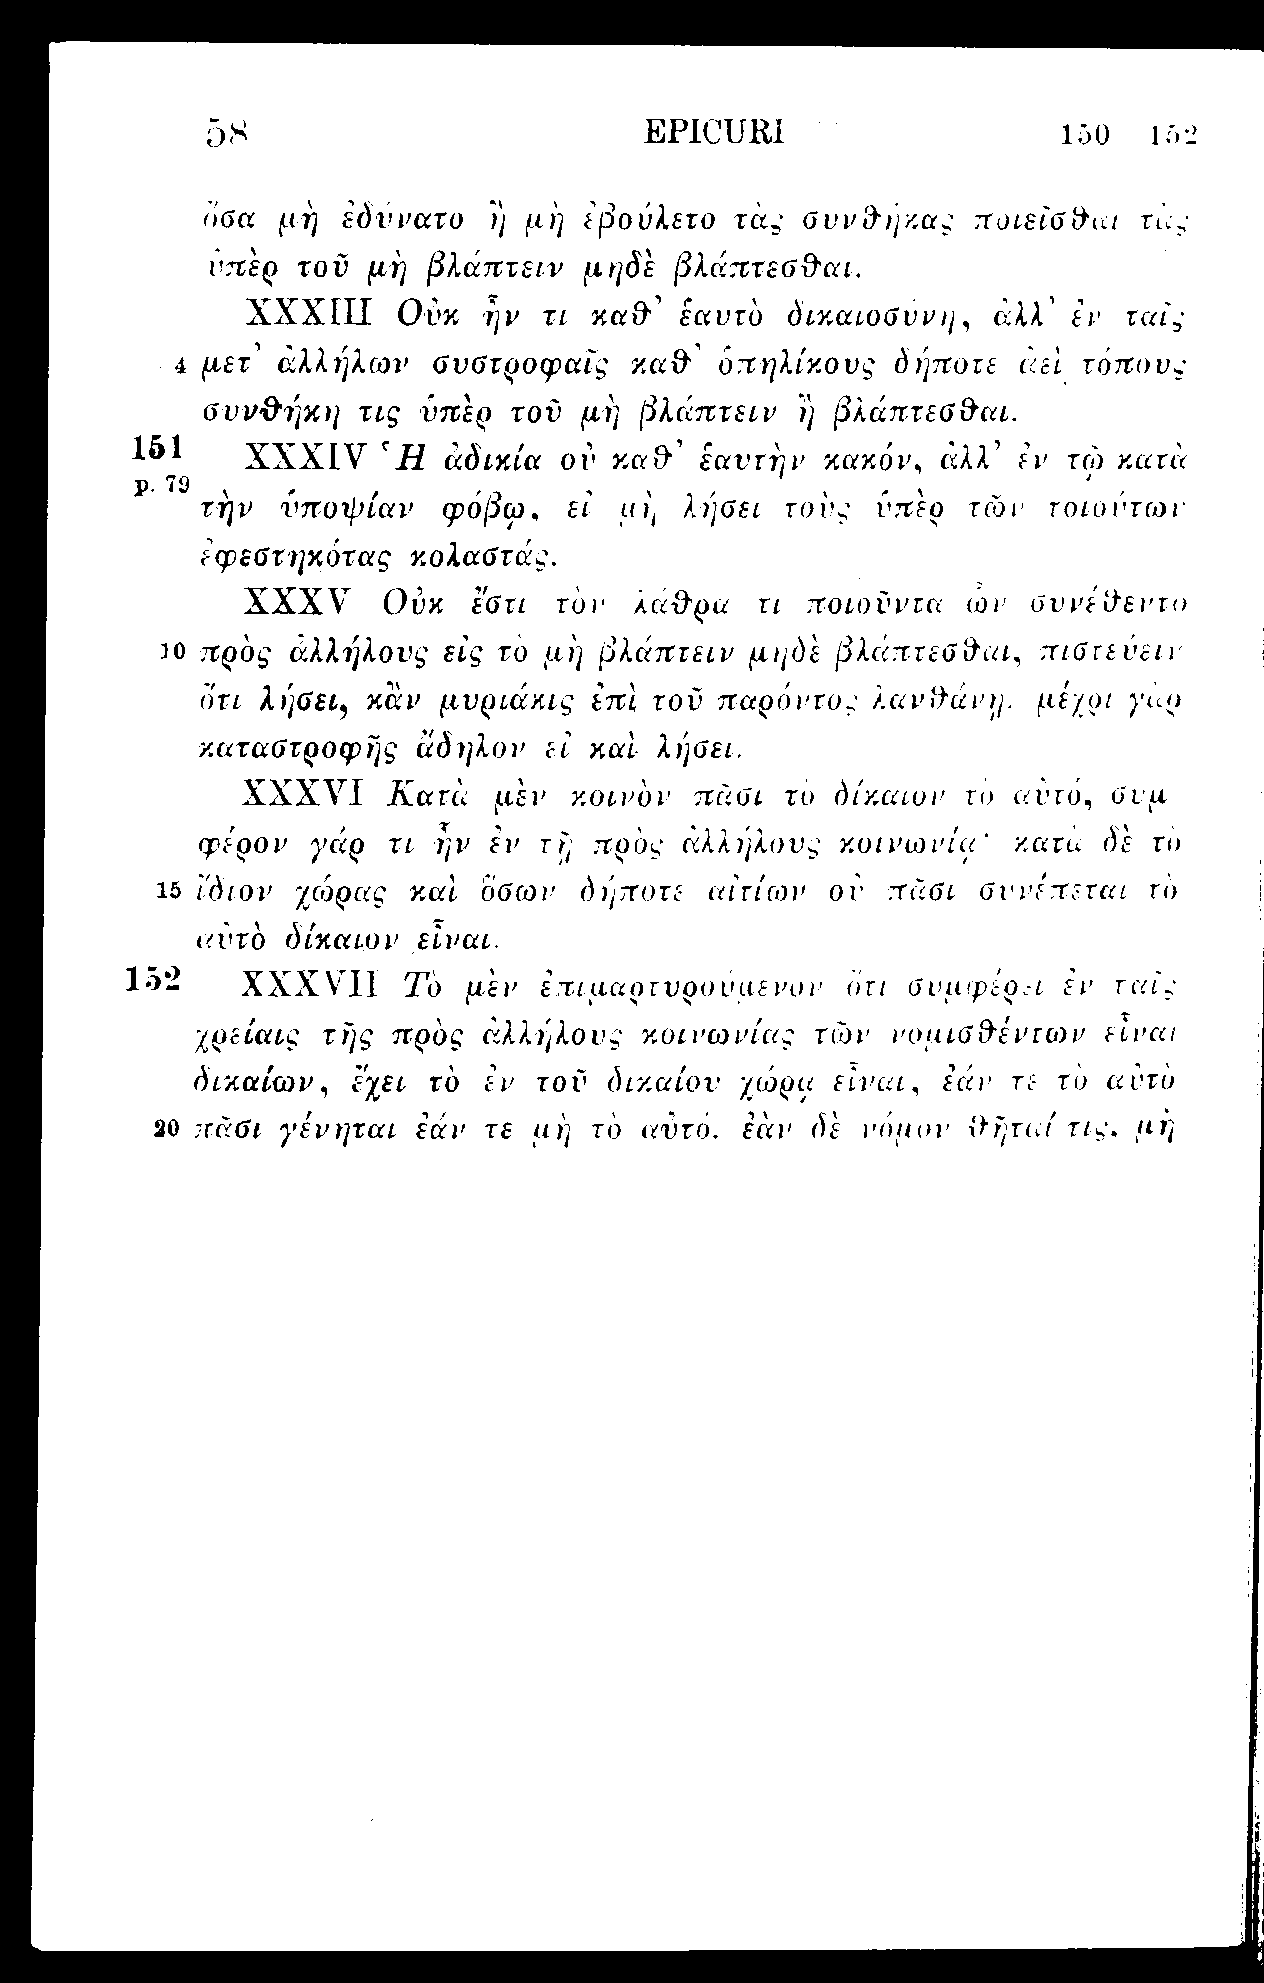 58 EPICURI 150 152
ὅσα μὴ ἐδύνατο ἢ μὴ ἐβούλετο τὰς συνθήκας ποιεῖσθαι τὰς
ὑπὲρ τοῦ μὴ βλάπτειν μηδὲ βλάπτεσθαι.
XXXIII Οὐκ ἦν τι καθ’ ἑαυτὸ δικαιοσύνη, ἀλλ’ ἐν ταῖς
4 μετ’ ἀλλήλων συστροφαῖς καθ’ ὁπηλίκους δήποτε ἀεὶ τόπους
συνθήκη τις ὑπὲρ τοῦ μὴ βλάπτειν ἢ βλάπτεσθαι.
151 XXXIV Ἡ ἀδικία οὐ καθ’ ἑαυτὴν κακόν, ἀλλ’ ἐν τῷ κατὰ
p. 79 τὴν ὑποψίαν φόβῳ, εἰ μὴ λήσει τοὺς ὑπὲρ τῶν τοιούτων
ἐφεστηκότας κολαστάς.
XXXV Οὐκ ἔστι τὸν λάθρα τι ποιοῦντα ὧν συνέθεντο
10 πρὸς ἀλλήλους εἰς τὸ μὴ βλάπτειν μηδὲ βλάπτεσθαι, πιστεύειν
ὅτι λήσει, κἂν μυριάκις ἐπὶ τοῦ παρόντος λανθάνῃ. μέχρι γὰρ
καταστροφῆς ἄδηλον εἰ καὶ λήσει.
XXXVI Κατὰ μὲν κοινὸν πᾶσι τὸ δίκαιον τὸ αὐτό, συμ
φέρον γάρ τι ἦν ἐν τῇ πρὸς ἀλλήλους κοινωνίᾳ· κατὰ δὲ τὸ
15 ἴδιον χώρας καὶ ὅσων δήποτε αἰτίων οὐ πᾶσι συνέπεται τὸ
αὐτὸ δίκαιον εἶναι.
152 XXXVII Τὸ μὲν ἐπιμαρτυρούμενον ὅτι συμφέρει ἐν ταῖς
χρείαις τῆς πρὸς ἀλλήλους κοινωνίας τῶν νομισθέντων εἶναι
δικαίων, ἔχει τὸ ἐν τοῦ δικαίου χώρᾳ εἶναι, ἐάν τε τὸ αὐτὸ
20 πᾶσι γένηται ἐάν τε μὴ τὸ αὐτό. ἐὰν δὲ νόμον θῆταί τις, μὴ